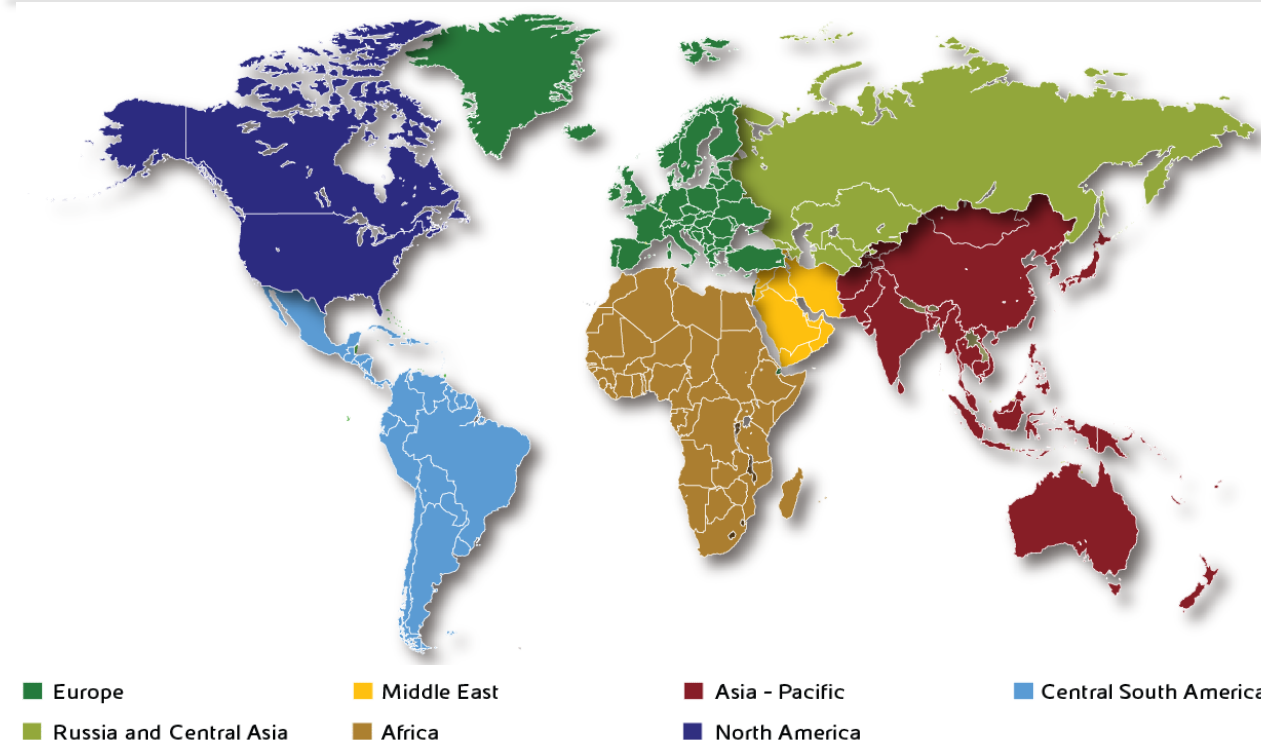 Europe
Middle East
Asia - Pacific
Central South America
Russia and Central Asia
Africa
North America